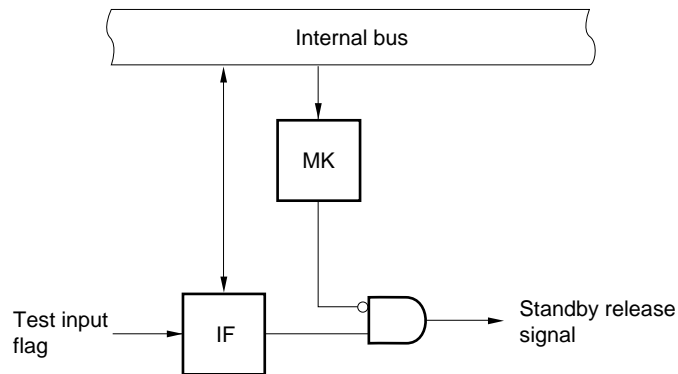 Internal bus
MK
Test input
flag
IF
Standby release
signal